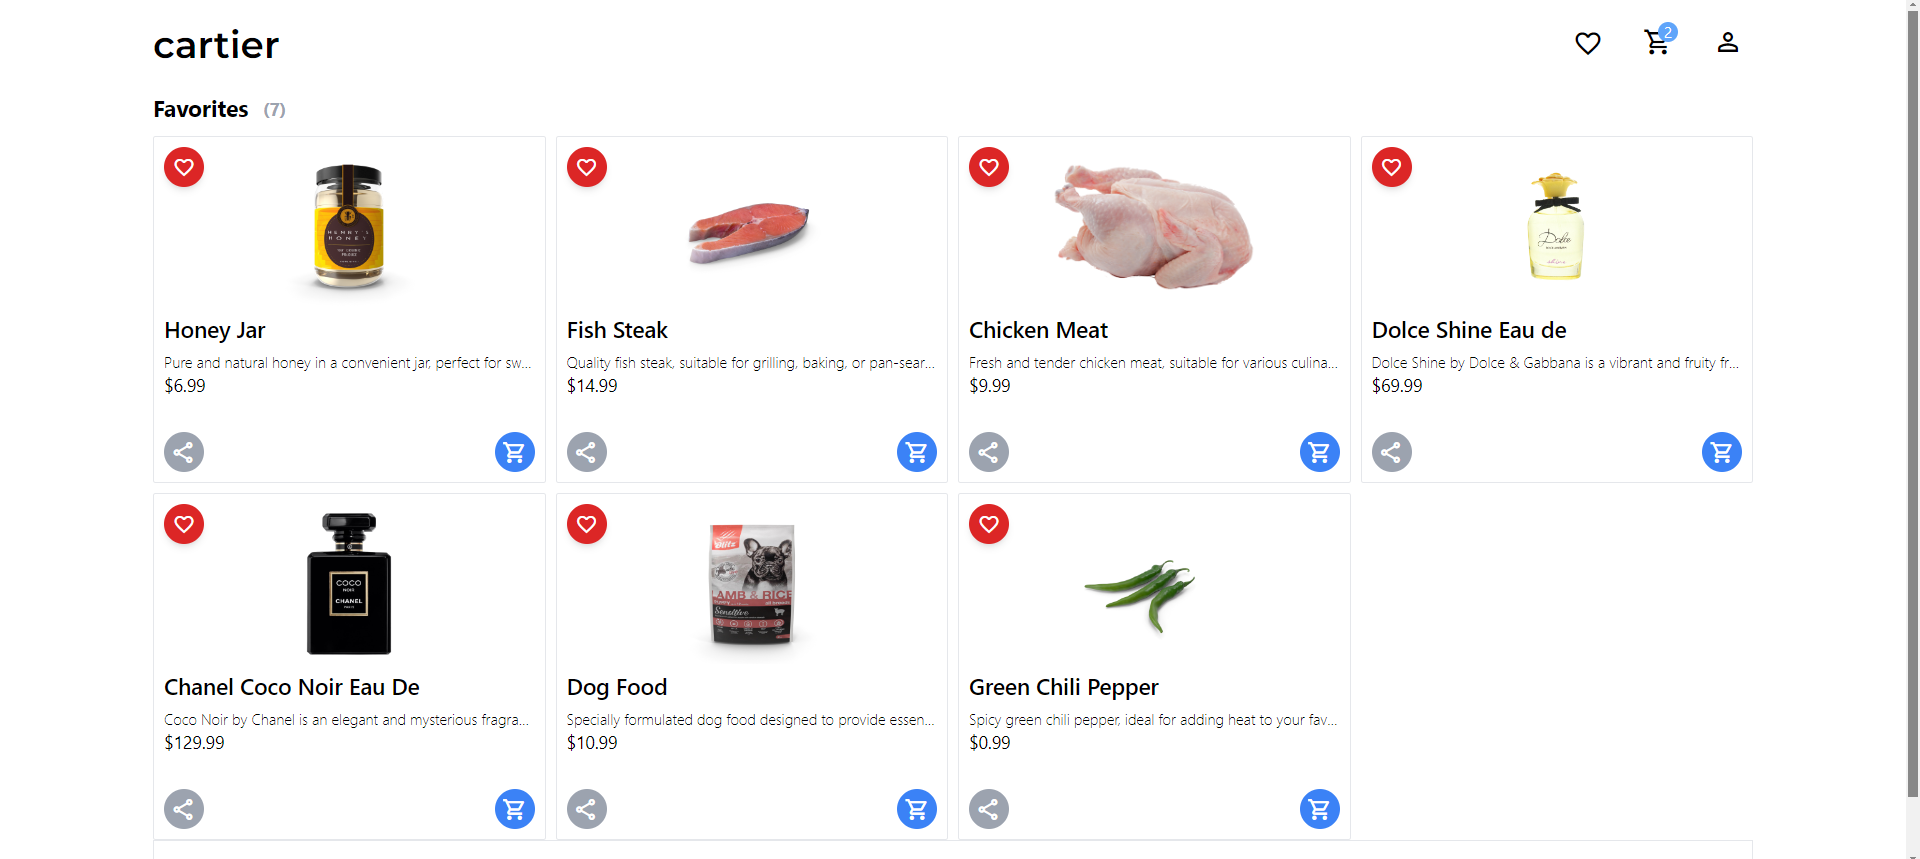 cartier
2
Favorites (7)
HENRY'S
HONEY
Dolce
Honey Jar
Pure and natural honey in a convenient jar, perfect for sw...
$6.99
Fish Steak
Quality fish steak, suitable for grilling, baking, or pan-sear...
$14.99
Chicken Meat
Fresh and tender chicken meat, suitable for various culina...
$9.99
Dolce Shine Eau de
Dolce Shine by Dolce & Gabbana is a vibrant and fruity fr...
$69.99
COCO
NOIR
CHANEL
PARIS
Blitz
LAMB & RICE
Sensitive
Chanel Coco Noir Eau De
Coco Noir by Chanel is an elegant and mysterious fragra...
$129.99
Dog Food
Specially formulated dog food designed to provide essen...
$10.99
Green Chili Pepper
Spicy green chili pepper, ideal for adding heat to your fav...
$0.99